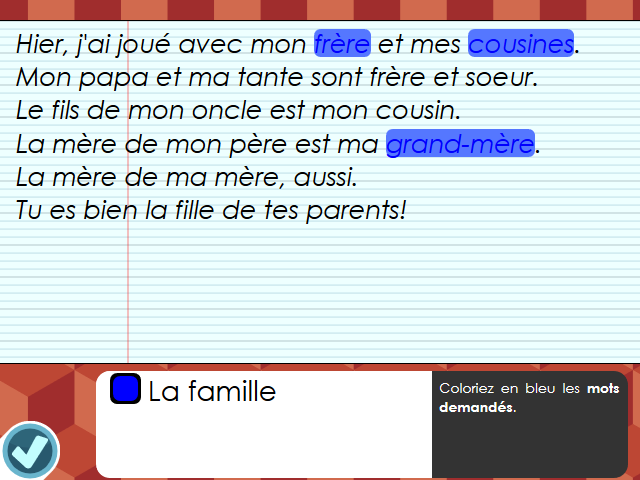 Hier, j'ai joué avec mon frère et mes cousines.
Mon papa et ma tante sont frère et soeur.
Le fils de mon oncle est mon cousin.
La mère de mon père est ma grand-mère.
La mère de ma mère, aussi.
Tu es bien la fille de tes parents!
La famille
Coloriez en bleu les mots
demandés.